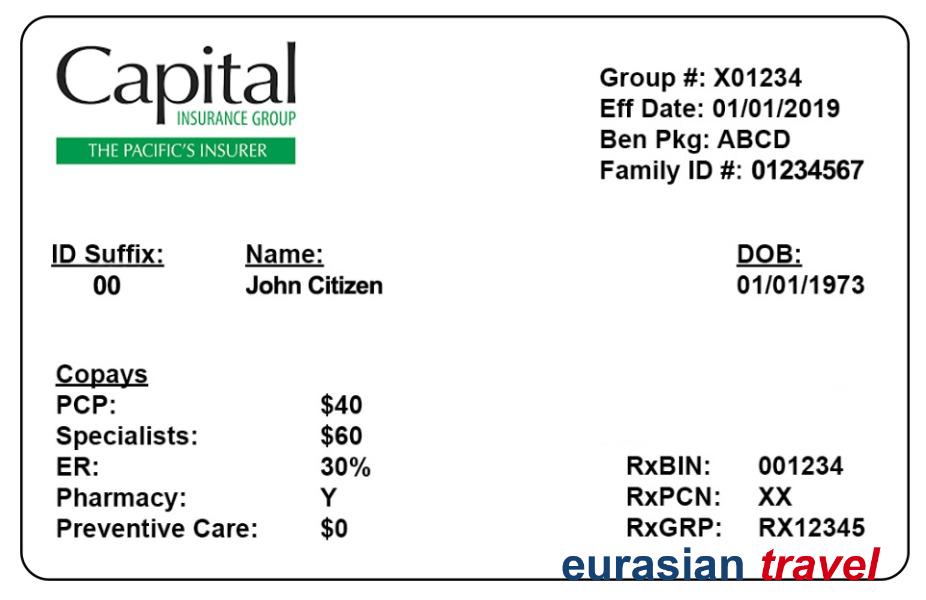 Capital
INSURANCE GROUP
THE PACIFIC'S INSURER
Group #: X01234
Eff Date: 01/01/2019
Ben Pkg: ABCD
Family ID #: 01234567
ID Suffix: Name: DOB:
00 John Citizen 01/01/1973
Copays
PCP: $40
Specialists: $60
ER: 30%
Pharmacy: Y
Preventive Care: $0
RxBIN: 001234
RxPCN: XX
RxGRP: RX12345
eurasian travel